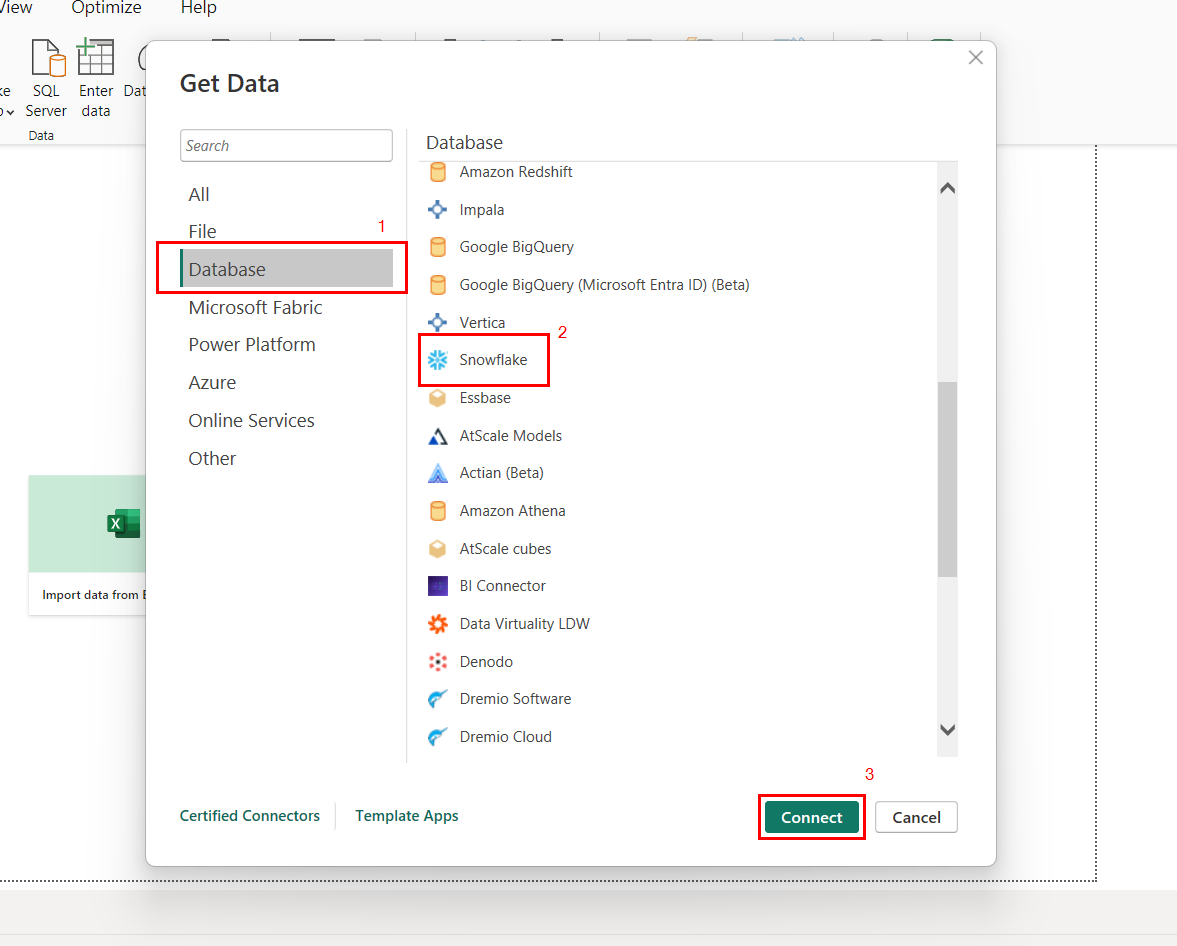 View Optimize Help
SQL
Server
Enter
data
Data
Get Data
Search
All
File
1
Database
Microsoft Fabric
Power Platform
Azure
Online Services
Other
Database
Amazon Redshift
Impala
Google BigQuery
Google BigQuery (Microsoft Entra ID) (Beta)
Vertica
2
Snowflake
Essbase
AtScale Models
Actian (Beta)
Amazon Athena
AtScale cubes
BI Connector
Data Virtuality LDW
Denodo
Dremio Software
Dremio Cloud
X
Import data from
Certified Connectors
Template Apps
3
Connect
Cancel